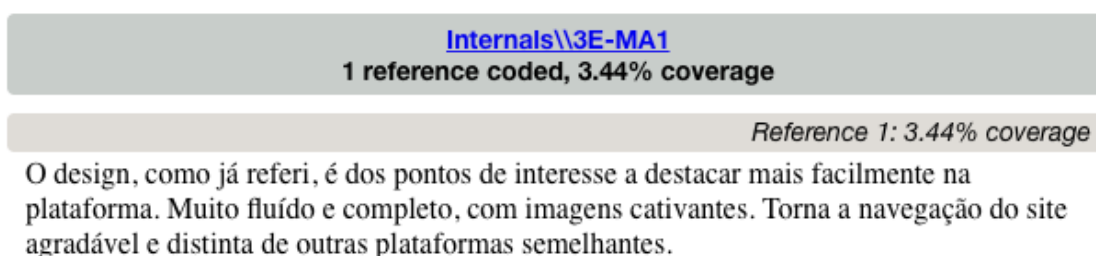 Internals\\3E-MA1
1 reference coded, 3.44% coverage
Reference 1: 3.44% coverage
O design, como já referi, é dos pontos de interesse a destacar mais facilmente na
plataforma. Muito fluído e completo, com imagens cativantes. Torna a navegação do site
agradável e distinta de outras plataformas semelhantes.